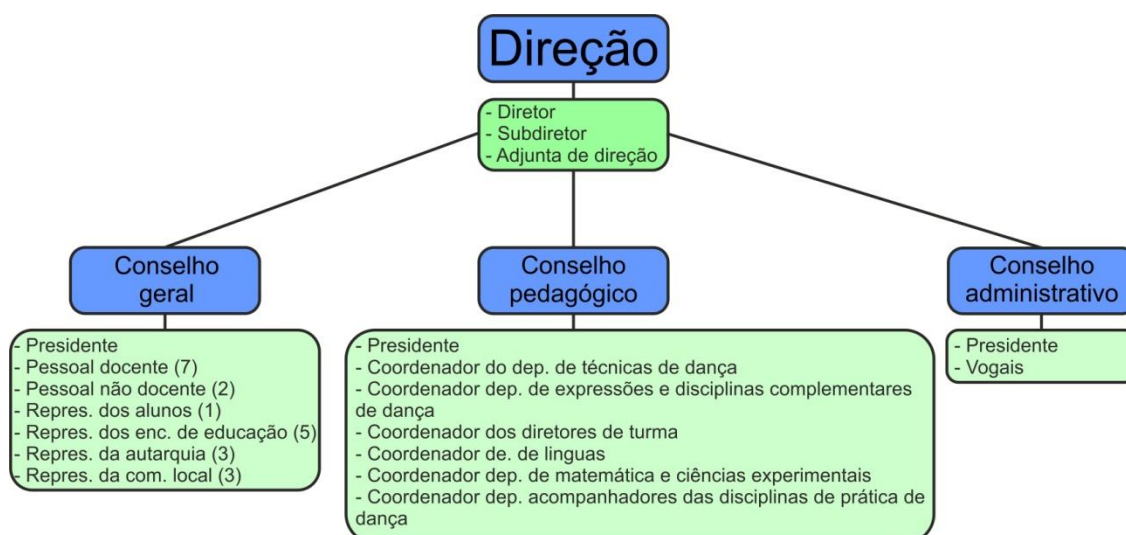 Direção
- Diretor
- Subdiretor
- Adjunta de direção
Conselho
geral
- Presidente
- Pessoal docente (7)
- Pessoal não docente (2)
- Repres. dos alunos (1)
- Repres. dos enc. de educação (5)
- Repres. da autarquia (3)
- Repres. da com. local (3)
Conselho
pedagógico
- Presidente
- Coordenador do dep. de técnicas de dança
- Coordenador dep. de expressões e disciplinas complementares
de dança
- Coordenador dos diretores de turma
- Coordenador de. de linguas
- Coordenador dep. de matemática e ciências experimentais
- Coordenador dep. acompanhadores das disciplinas de prática de
dança
Conselho
administrativo
- Presidente
- Vogais